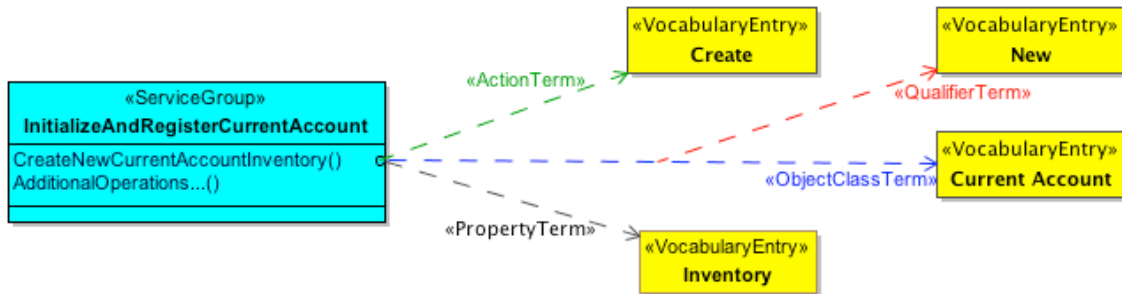 «VocabularyEntry»
Create
«VocabularyEntry»
New
«ActionTerm»
«QualifierTerm»
«ServiceGroup»
InitializeAndRegisterCurrentAccount
CreateNewCurrentAccountInventory()
AdditionalOperations...()
«VocabularyEntry»
Current Account
«ObjectClassTerm»
«PropertyTerm»
«VocabularyEntry»
Inventory